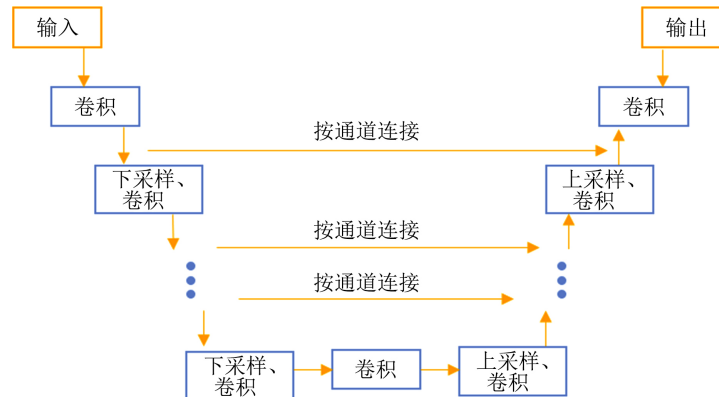 输入
输出
卷积
卷积
按通道连接
下采样、
卷积
上采样、
卷积
按通道连接
按通道连接
下采样、
卷积
卷积
上采样、
卷积